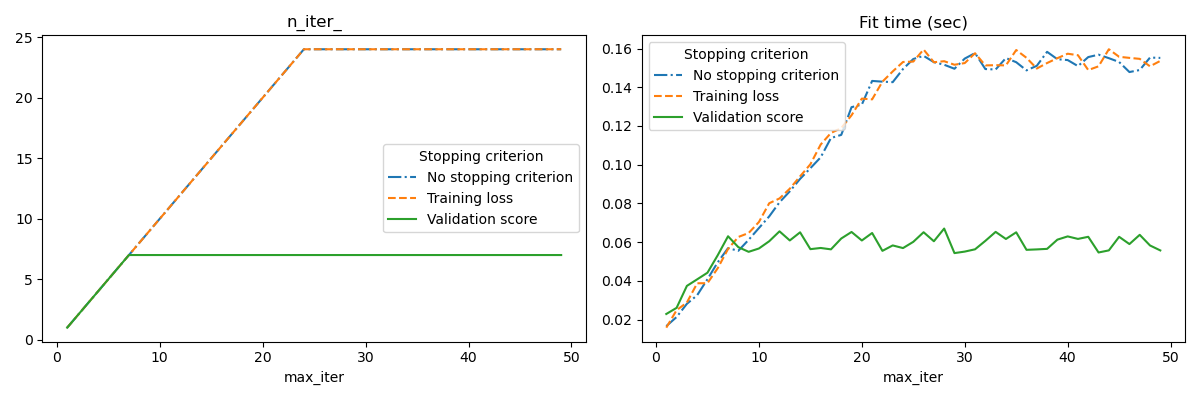 n_iter_
25
20
15
10
5
0
Stopping criterion
No stopping criterion
Training loss
Validation score
0 10 20 30 40 50
max_iter
Fit time (sec)
0.16
0.14
0.12
0.10
0.08
0.06
0.04
0.02
Stopping criterion
No stopping criterion
Training loss
Validation score
0 10 20 30 40 50
max_iter